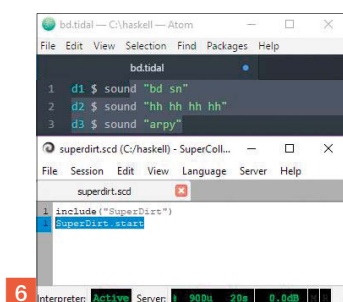 bd.tidal — C:\haskell — Atom
File Edit View Selection Find Packages Help
bd.tidal
1 d1 $ sound "bd sn"
2 d2 $ sound "hh hh hh hh"
3 d3 $ sound "arpy"
superdirt.scd (C:/haskell) - SuperColl...
File Session Edit View Language Server Help
superdirt.scd
1 include("SuperDirt")
SuperDirt.start
6
Interpreter: Active Server: 900u 20s 0.0dB